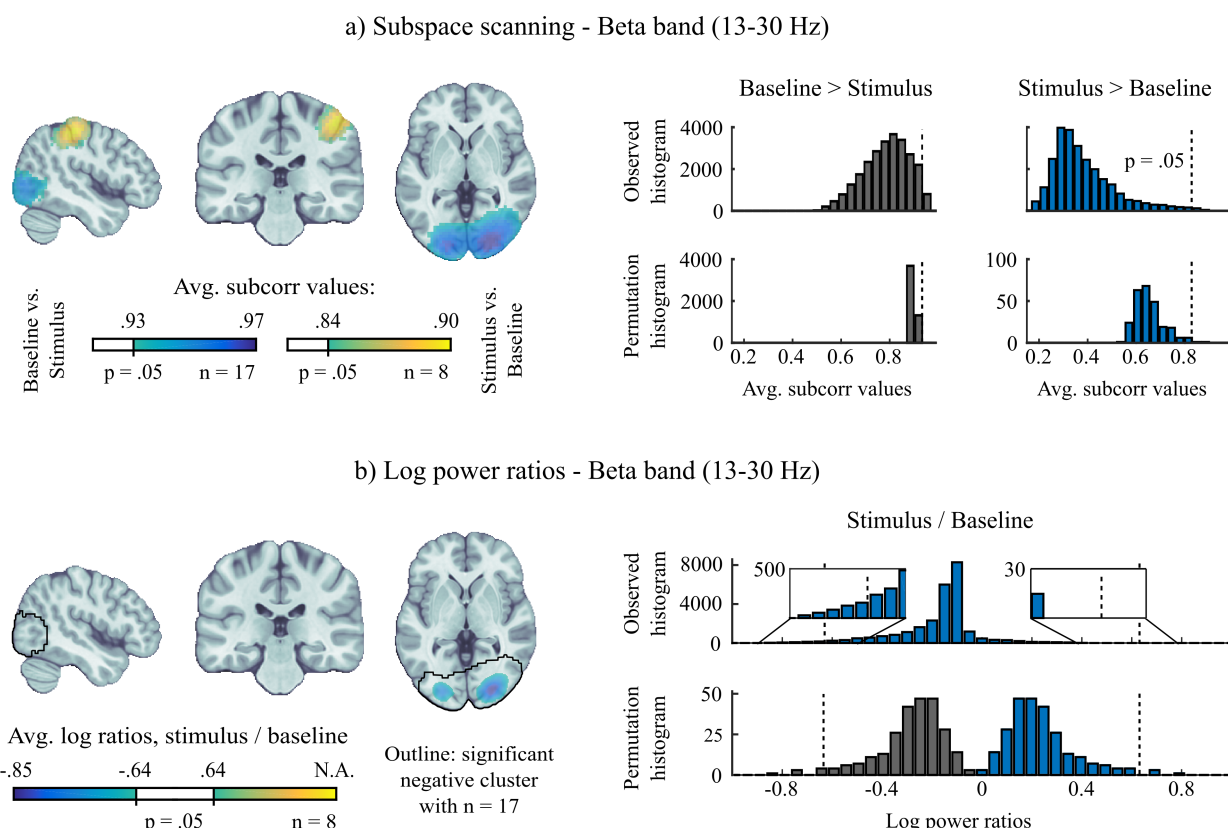 a) Subspace scanning - Beta band (13-30 Hz)
Baseline > Stimulus
Stimulus > Baseline
Observed
histogram
4000
2000
0
p = .05
Permutation
histogram
4000
2000
0
100
50
0
0.2 0.4 0.6 0.8
0.2 0.4 0.6 0.8
Avg. subcorr values
Avg. subcorr values
Avg. subcorr values:
Baseline vs.
Stimulus
.93 .97
p = .05 n = 17
.84 .90
p = .05 n = 8
Stimulus vs.
Baseline
b) Log power ratios - Beta band (13-30 Hz)
Stimulus / Baseline
Observed
histogram
8000
4000
0
500
30
Permutation
histogram
50
25
0
-0.8 -0.4 0 0.4 0.8
Log power ratios
Avg. log ratios, stimulus / baseline
-.85 -.64 .64 N.A.
p = .05 n = 8
Outline: significant
negative cluster
with n = 17